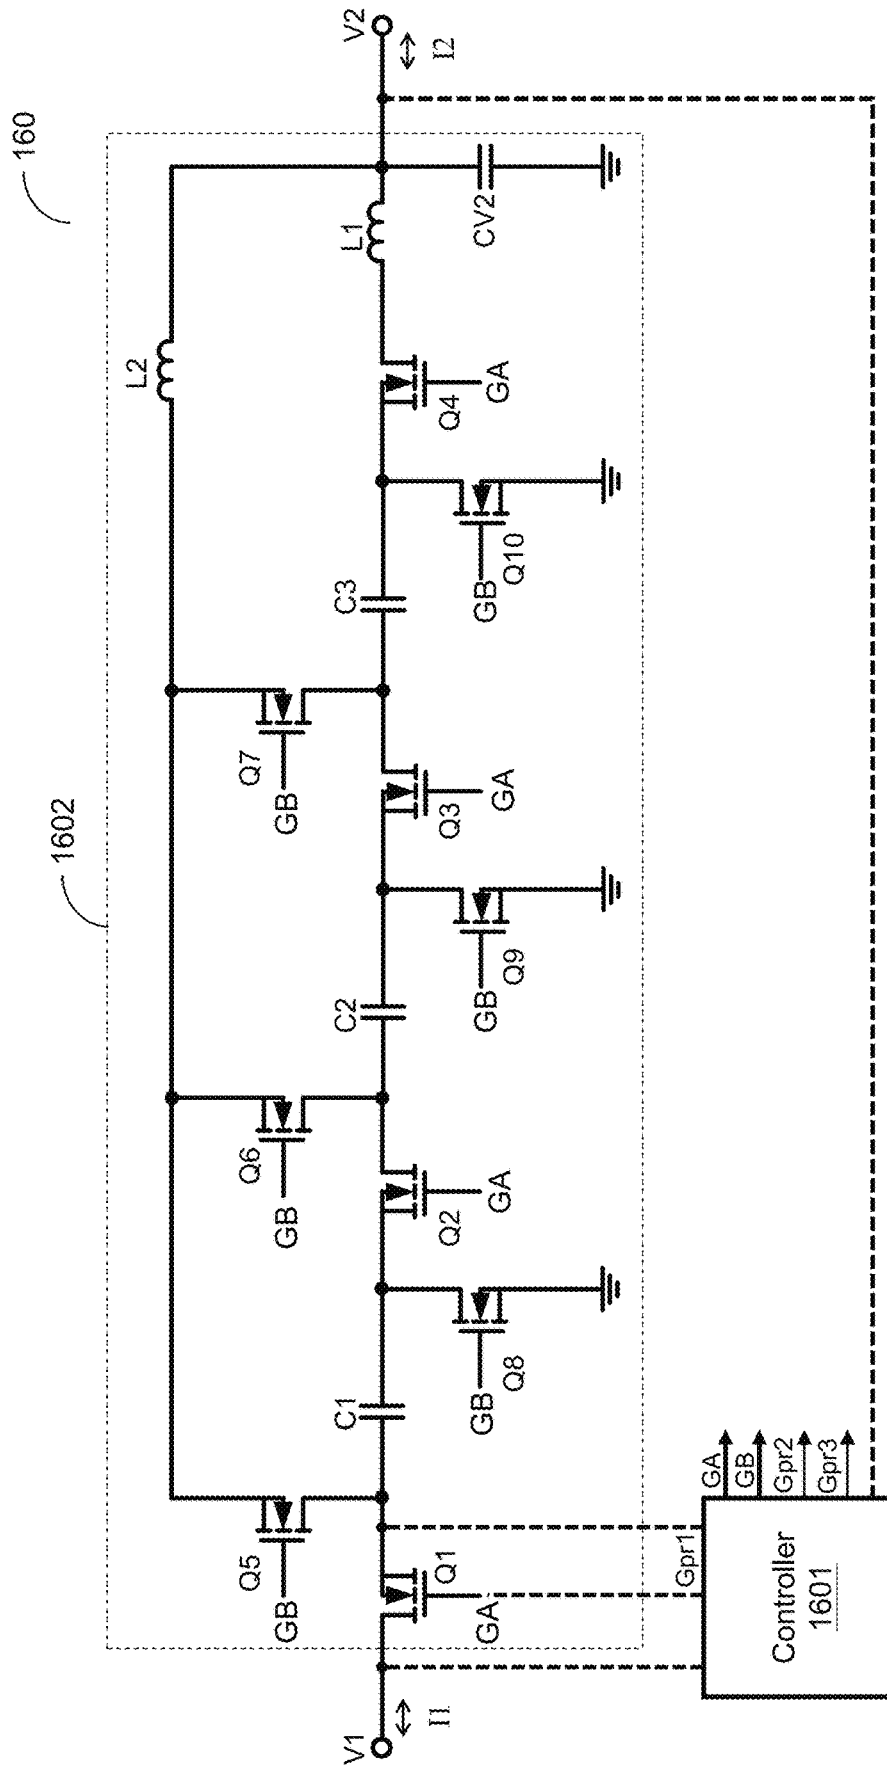 160
1602
V2
I2
L2
L1
CV2
Q4
GA
C3
Q10
GB
Q7
GB
Q3
GA
C2
Q9
GB
Q6
GB
Q2
GA
C1
Q8
GB
Q5
GB
Q1
GA
V1
I1
Gpr1
Controller
1601
GA
GB
Gpr2
Gpr3